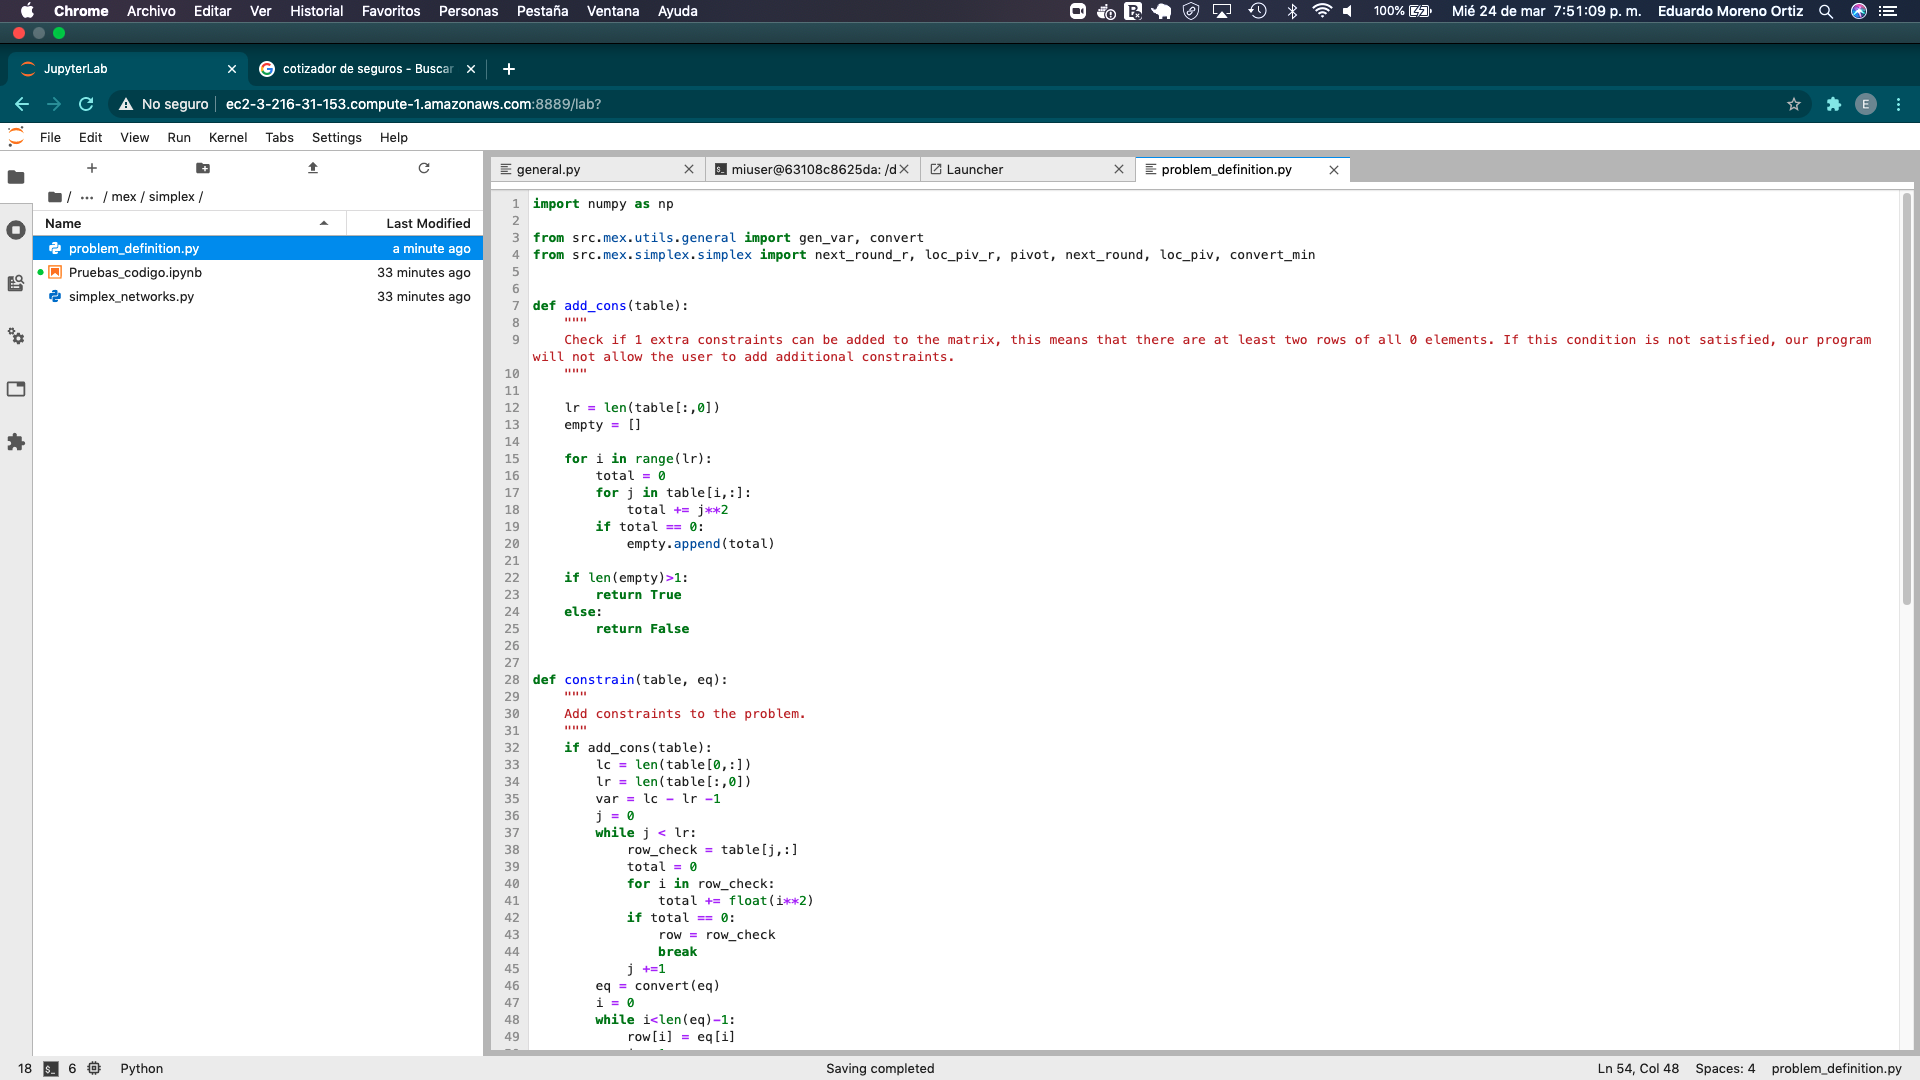 Chrome Archivo Editar Ver Historial Favoritos Personas Pestaña Ventana Ayuda 100% Mié 24 de mar 7:51:09 p. m. Eduardo Moreno Ortiz
JupyterLab cotizador de seguros - Buscar
No seguro ec2-3-216-31-153.compute-1.amazonaws.com:8889/lab? E
File Edit View Run Kernel Tabs Settings Help
/ ... / mex / simplex /
Name Last Modified
problem_definition.py a minute ago
Pruebas_codigo.ipynb 33 minutes ago
simplex_networks.py 33 minutes ago
general.py miuser@63108c8625da: /d Launcher problem_definition.py
1 import numpy as np
2
3 from src.mex.utils.general import gen_var, convert
4 from src.mex.simplex.simplex import next_round_r, loc_piv_r, pivot, next_round, loc_piv, convert_min
5
6
7 def add_cons(table):
8     """
9     Check if 1 extra constraints can be added to the matrix, this means that there are at least two rows of all 0 elements. If this condition is not satisfied, our program
will not allow the user to add additional constraints.
10     """
11
12     lr = len(table[:,0])
13     empty = []
14
15     for i in range(lr):
16         total = 0
17         for j in table[i,:]:
18             total += j**2
19         if total == 0:
20             empty.append(total)
21
22     if len(empty)>1:
23         return True
24     else:
25         return False
26
27
28 def constrain(table, eq):
29     """
30     Add constraints to the problem.
31     """
32     if add_cons(table):
33         lc = len(table[0,:])
34         lr = len(table[:,0])
35         var = lc - lr -1
36         j = 0
37         while j < lr:
38             row_check = table[j,:]
39             total = 0
40             for i in row_check:
41                 total += float(i**2)
42             if total == 0:
43                 row = row_check
44                 break
45             j +=1
46         eq = convert(eq)
47         i = 0
48         while i<len(eq)-1:
49             row[i] = eq[i]
18 6 Python Saving completed Ln 54, Col 48 Spaces: 4 problem_definition.py